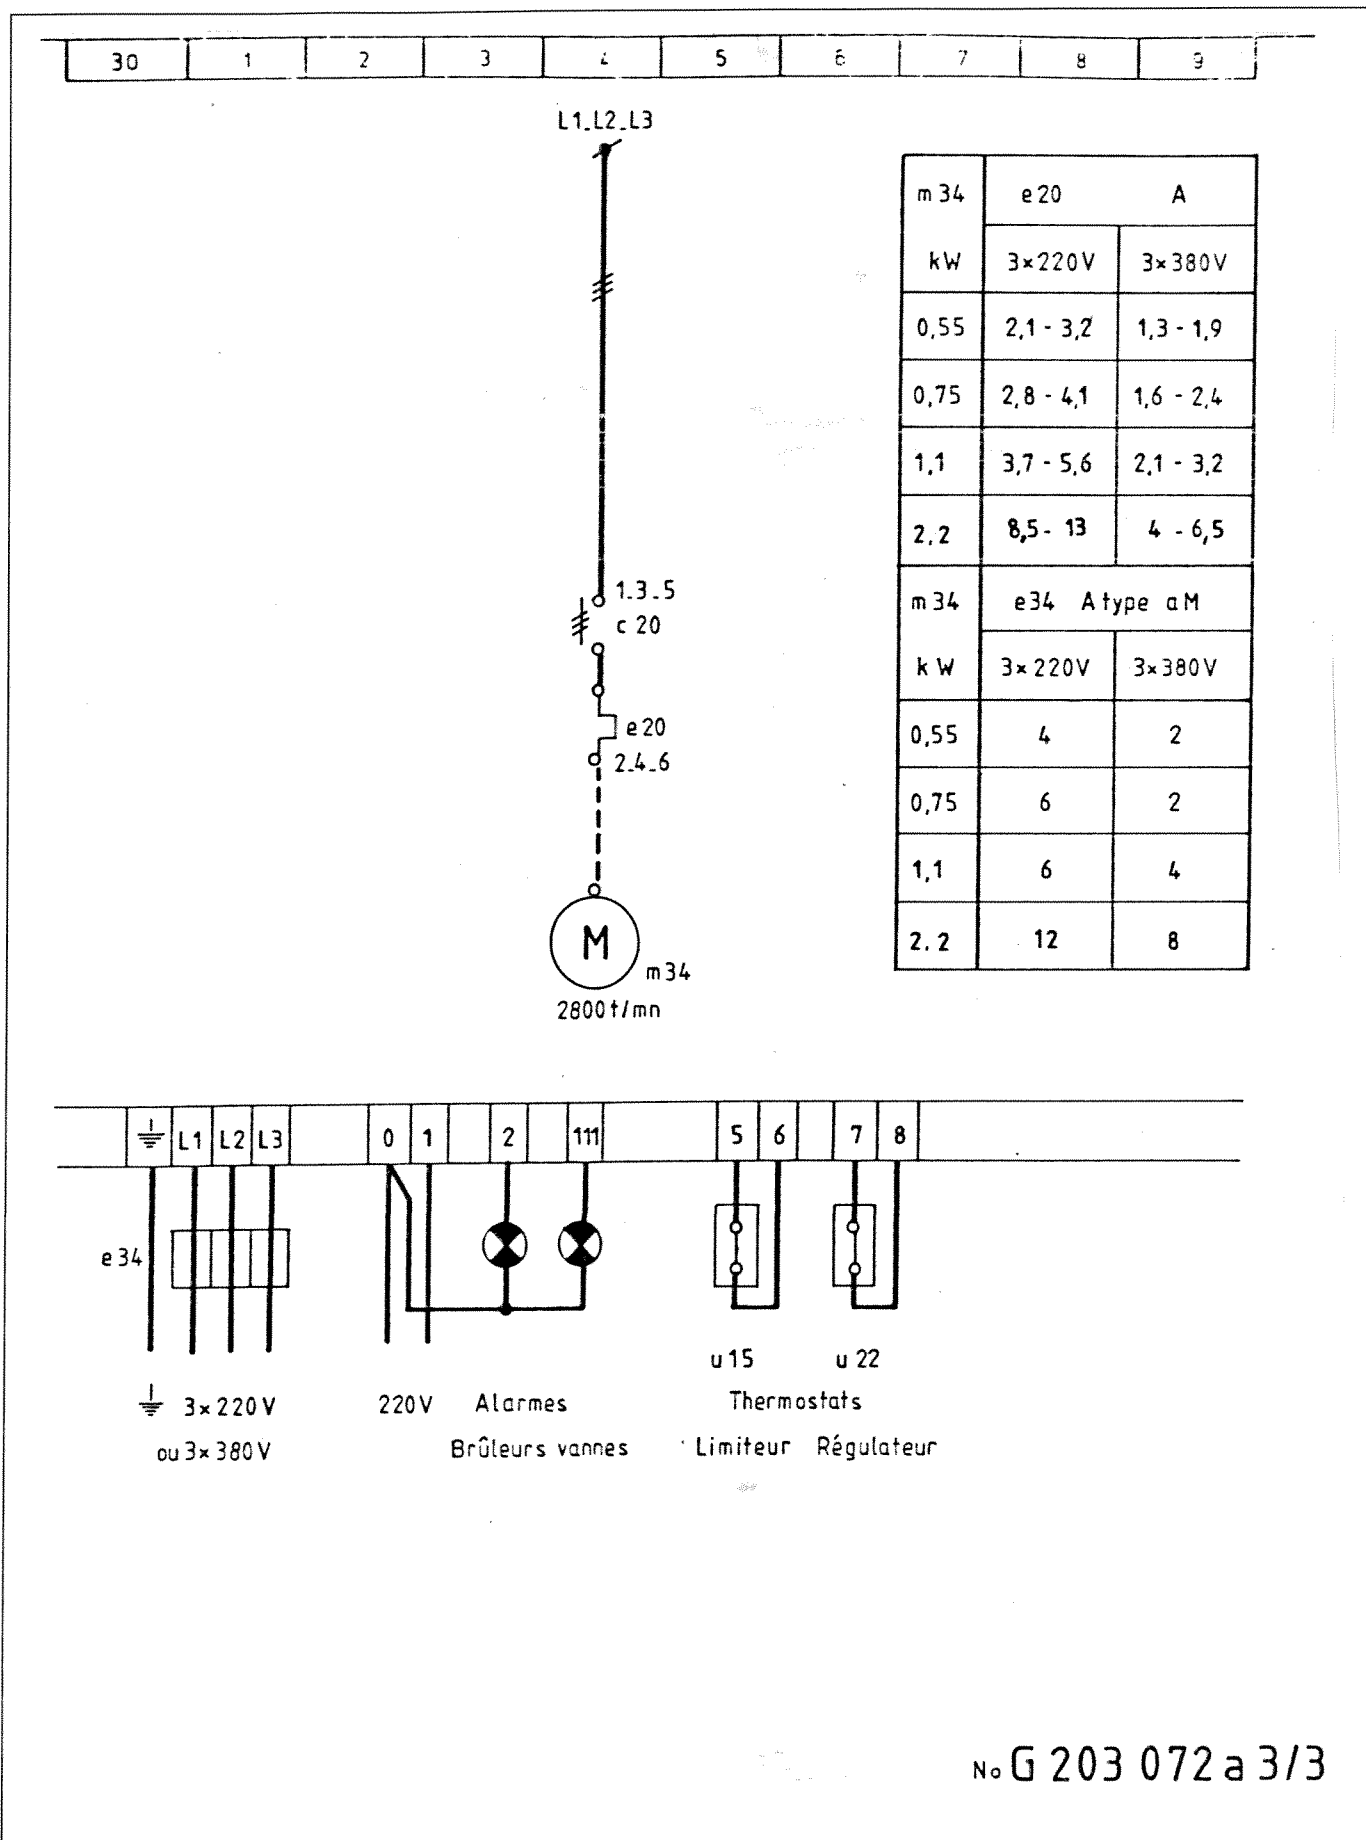 30 1 2 3 4 5 6 7 8 9
L1_L2_L3
m 34 e 20 A
kW 3×220V 3×380V
0,55 2,1 - 3,2 1,3 - 1,9
0,75 2,8 - 4,1 1,6 - 2,4
1,1 3,7 - 5,6 2,1 - 3,2
2,2 8,5 - 13 4 - 6,5
m 34 e34 A type aM
kW 3×220V 3×380V
0,55 4 2
0,75 6 2
1,1 6 4
2.2 12 8
1_3_5
c 20
e 20
2_4_6
M
m 34
2800 t/mn
L1 L2 L3 0 1 2 111 5 6 7 8
e 34
u 15 u 22
3×220V 220V Alarmes Thermostats
ou 3×380V Brûleurs vannes Limiteur Régulateur
No G 203 072 a 3/3